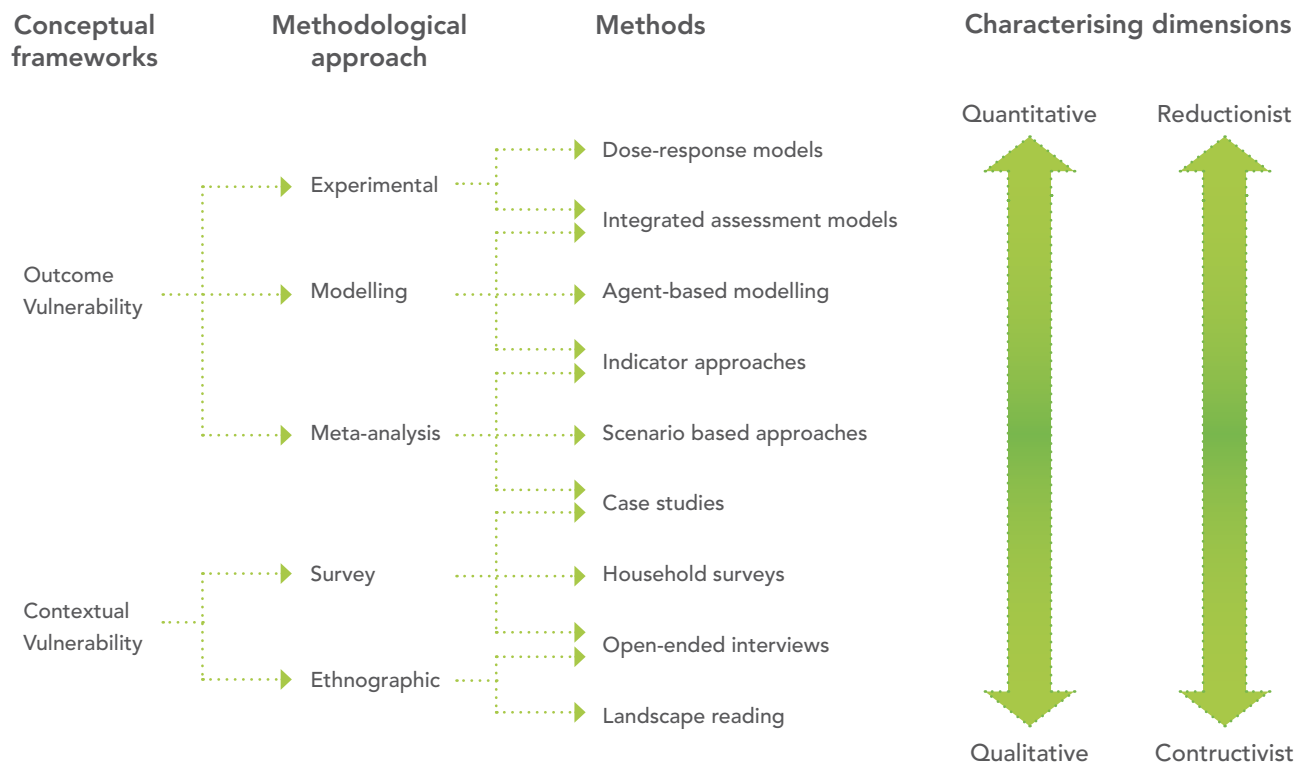 Conceptual
frameworks
Methodological
approach
Methods
Characterising dimensions
Outcome
Vulnerability
Contextual
Vulnerability
Experimental
Modelling
Meta-analysis
Survey
Ethnographic
Dose-response models
Integrated assessment models
Agent-based modelling
Indicator approaches
Scenario based approaches
Case studies
Household surveys
Open-ended interviews
Landscape reading
Quantitative
Reductionist
Qualitative
Contructivist